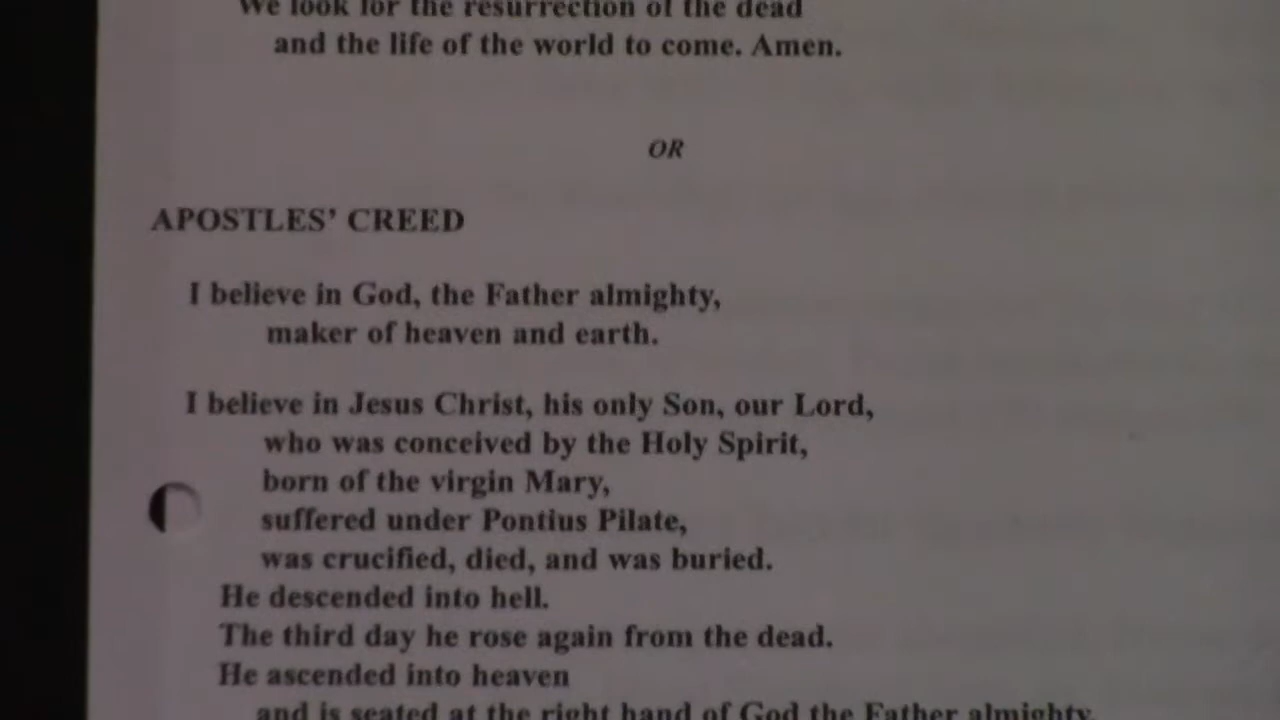 We look for the resurrection of the dead
and the life of the world to come. Amen.
OR
APOSTLES' CREED
I believe in God, the Father almighty,
maker of heaven and earth.
I believe in Jesus Christ, his only Son, our Lord,
who was conceived by the Holy Spirit,
born of the virgin Mary,
suffered under Pontius Pilate,
was crucified, died, and was buried.
He descended into hell.
The third day he rose again from the dead.
He ascended into heaven
and is seated at the right hand of God the Father almighty.